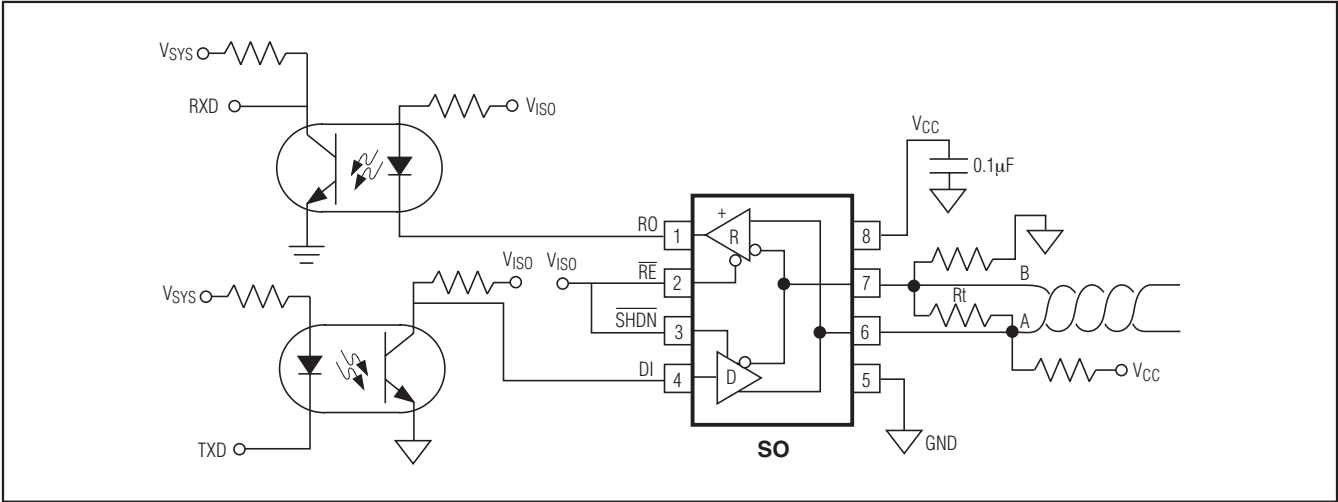 VSYS
RXD
VISO
VCC
0.1µF
RO
1
+
R
8
VISO
VISO
RE
2
7
B
VSYS
SHDN
3
Rt
6
A
DI
4
D
5
VCC
TXD
GND
SO